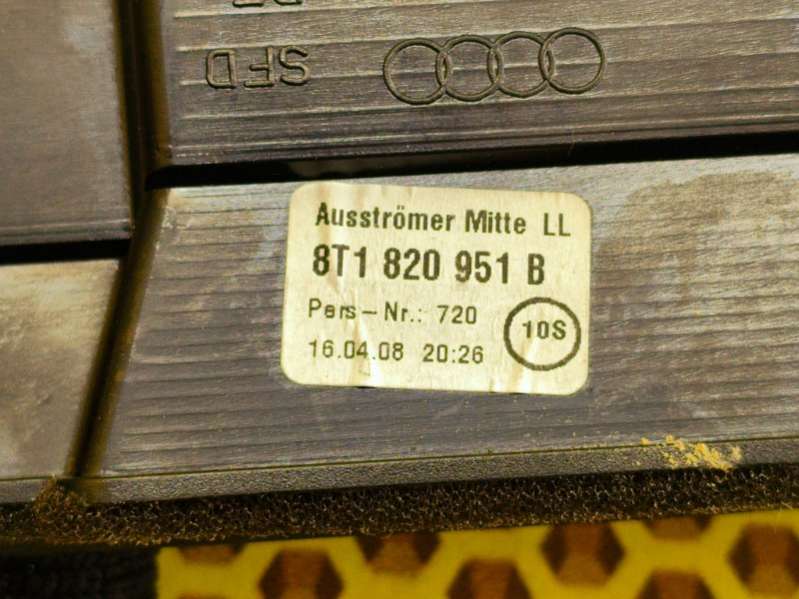 SFD
Ausströmer Mitte LL
8T1 820 951 B
Pers-Nr.: 720
10S
16.04.08 20:26